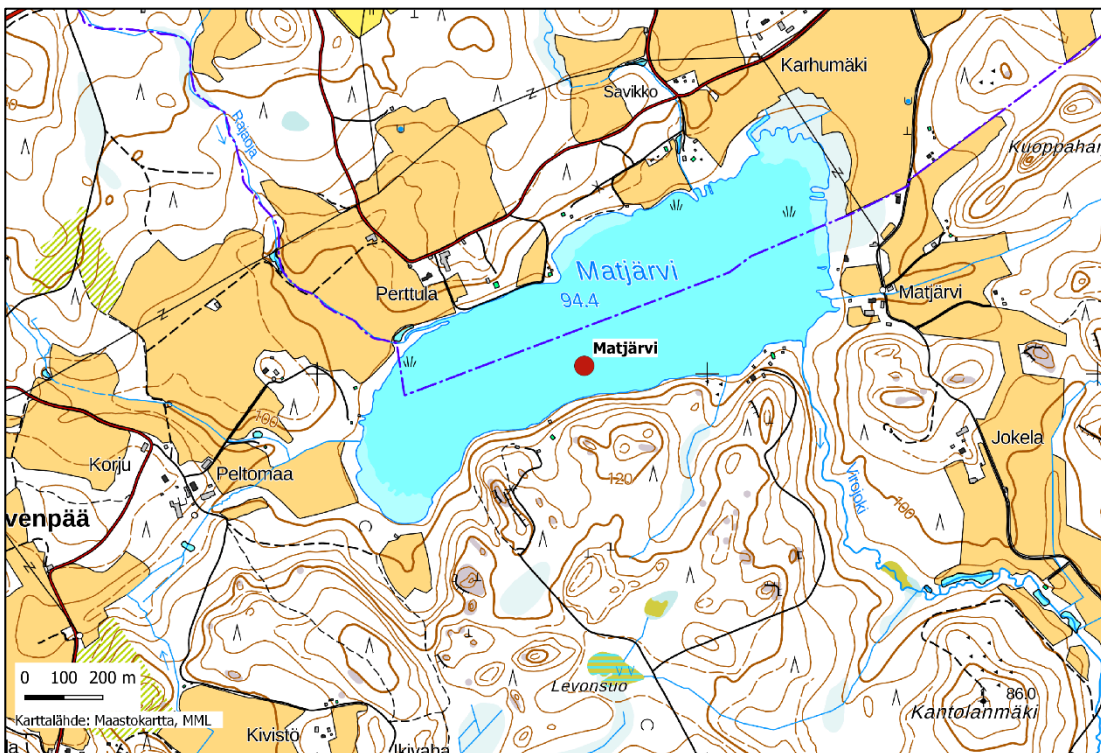 Karhumäki
Savikko
Rajaoja
Kuoppahar
Matjärvi
94.4
Perttula
Matjärvi
Matjärvi
100
Korju
Peltomaa
120
Jokela
Virojoki
100
venpää
Levonsuo
86.0
Kantolanmäki
0 100 200 m
Karttalähde: Maastokartta, MML
Kivistö
Ikivaha